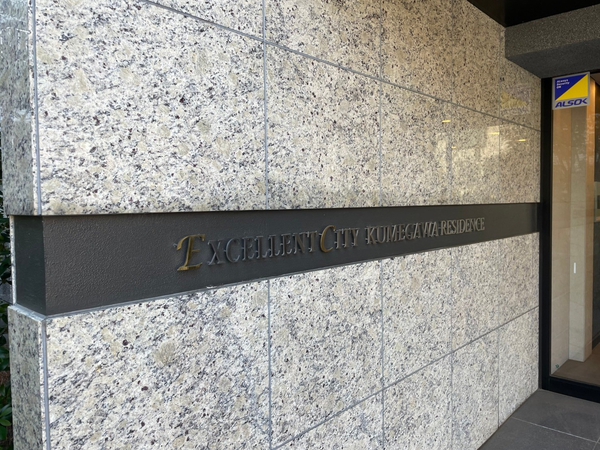 EXCELLENT CITY KUMEGAWA RESIDENCE
ALSOK